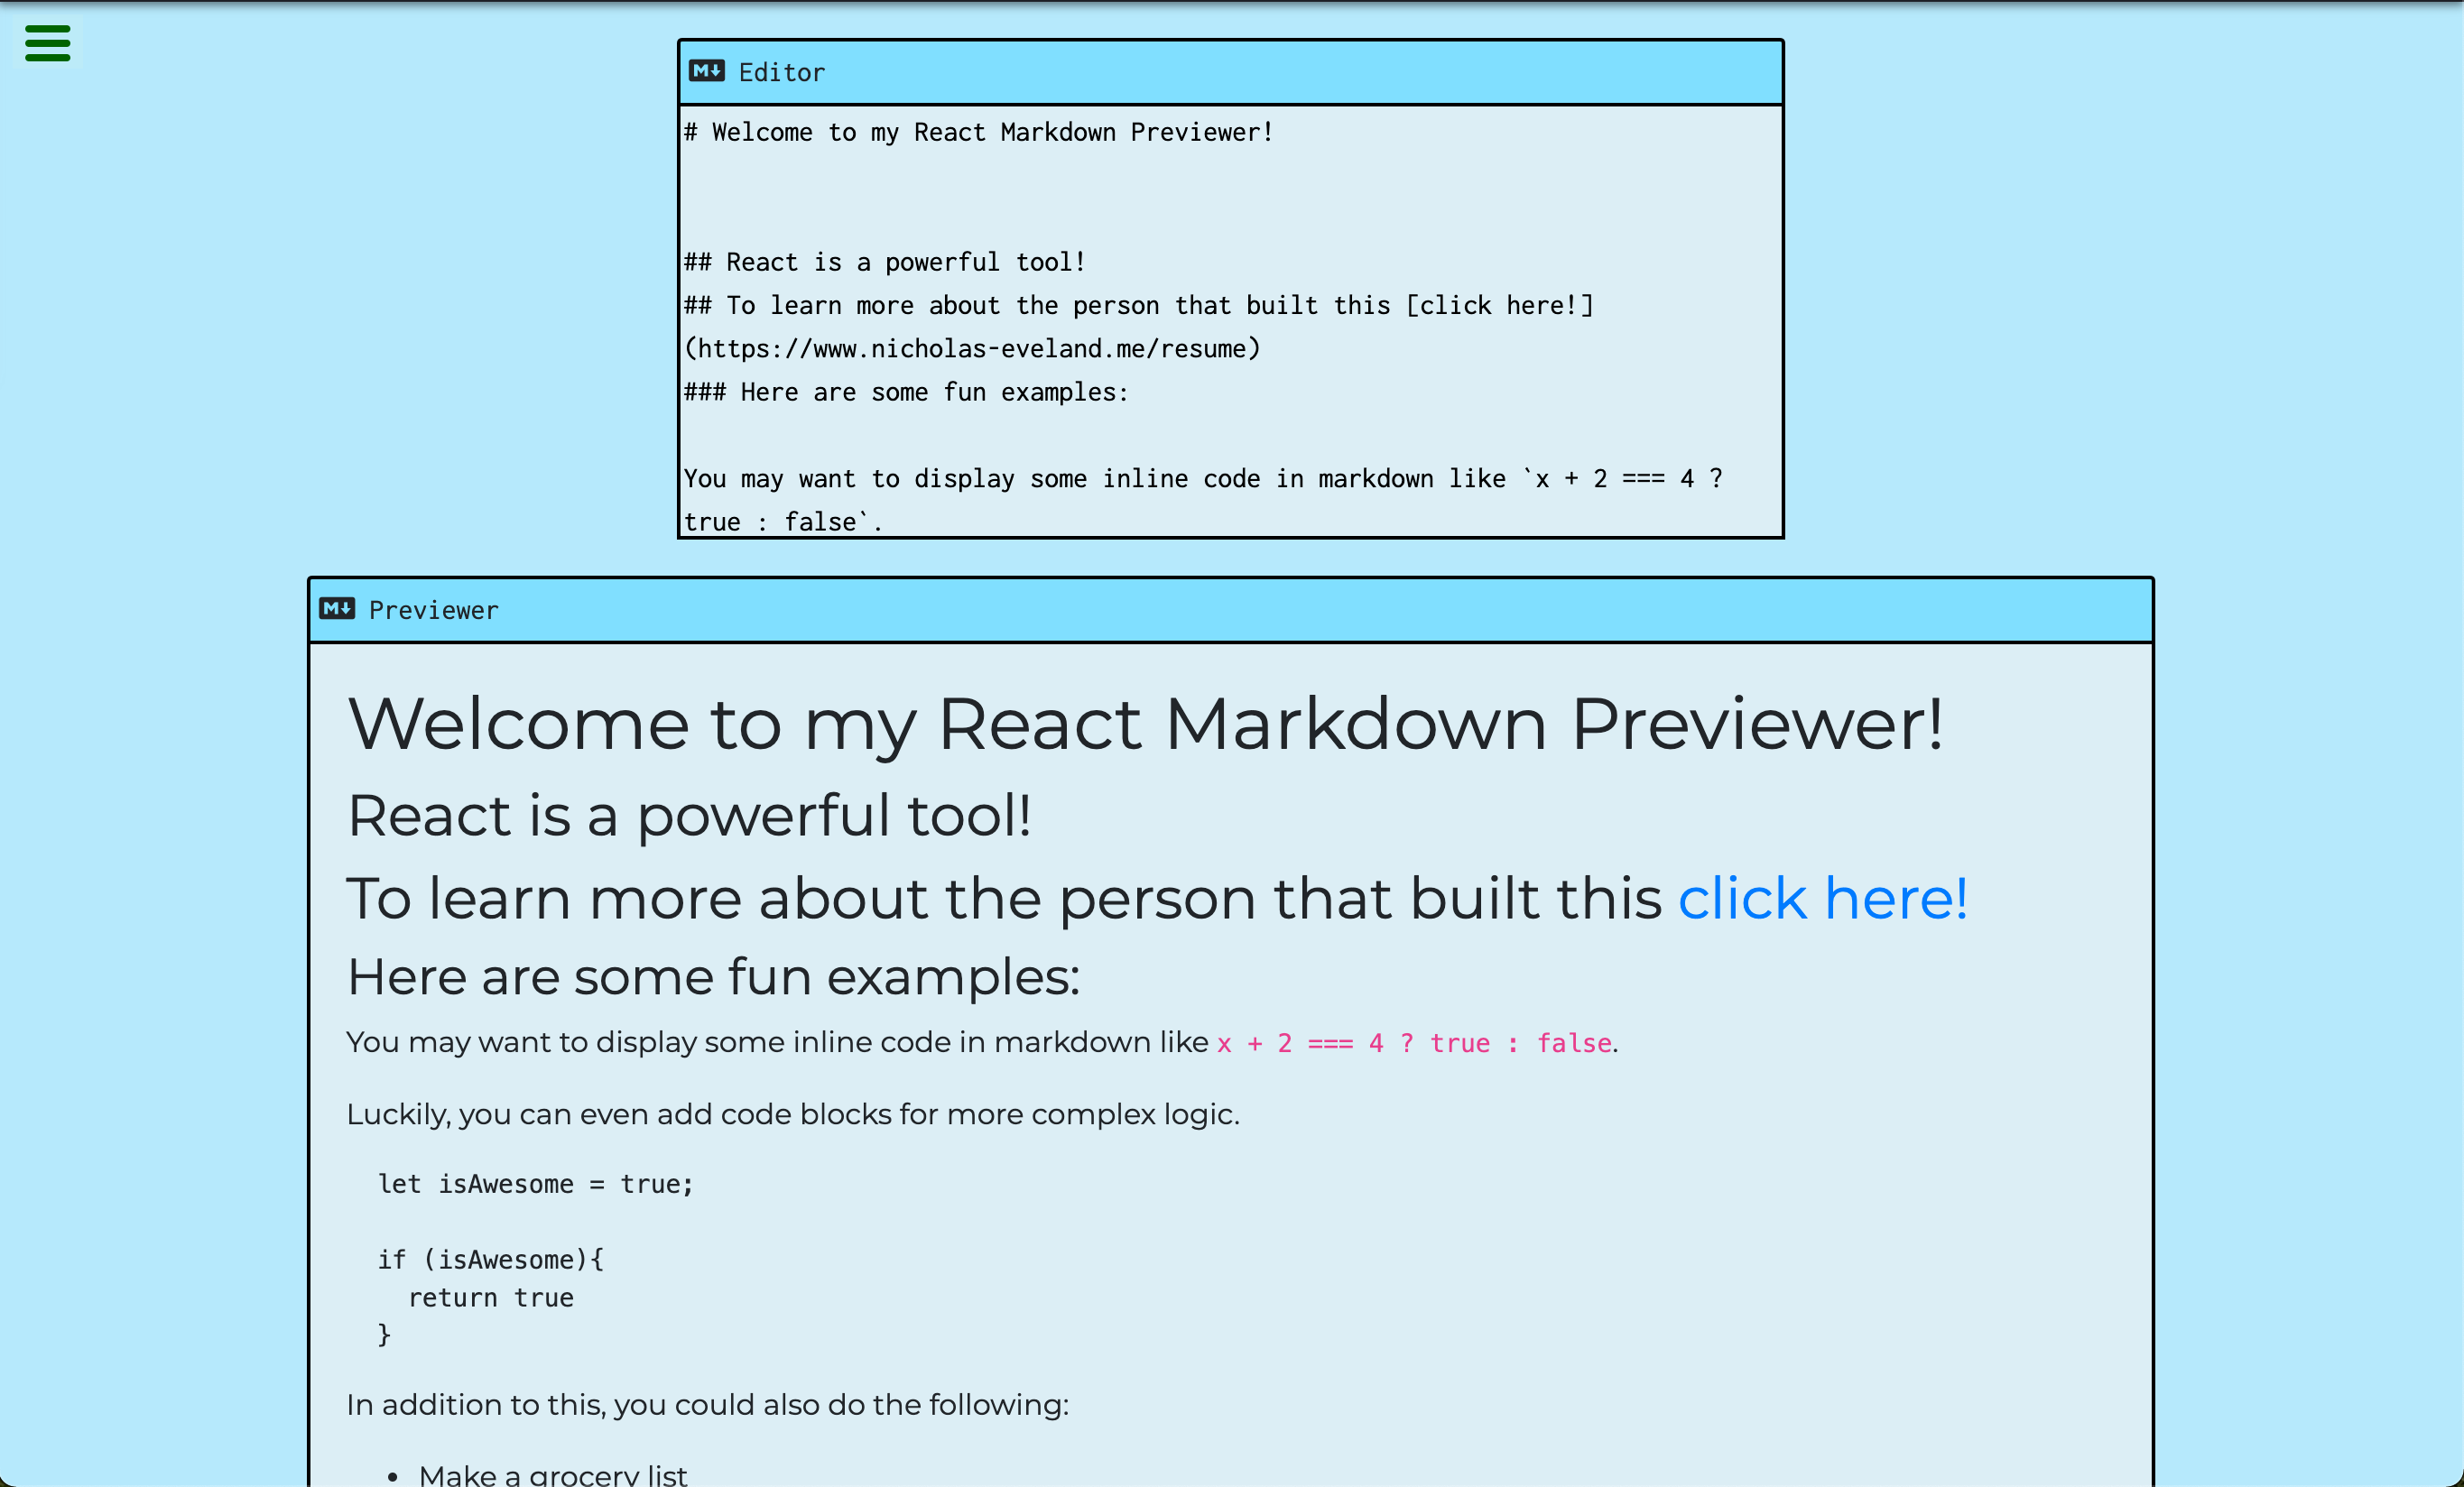 Editor
# Welcome to my React Markdown Previewer!
## React is a powerful tool!
## To learn more about the person that built this [click here!]
(https://www.nicholas-eveland.me/resume)
### Here are some fun examples:
You may want to display some inline code in markdown like `x + 2 === 4 ?
true : false`.
Previewer
Welcome to my React Markdown Previewer!
React is a powerful tool!
To learn more about the person that built this click here!
Here are some fun examples:
You may want to display some inline code in markdown like x + 2 === 4 ? true : false.
Luckily, you can even add code blocks for more complex logic.
let isAwesome = true;
if (isAwesome){
return true
}
In addition to this, you could also do the following:
• Make a grocery list